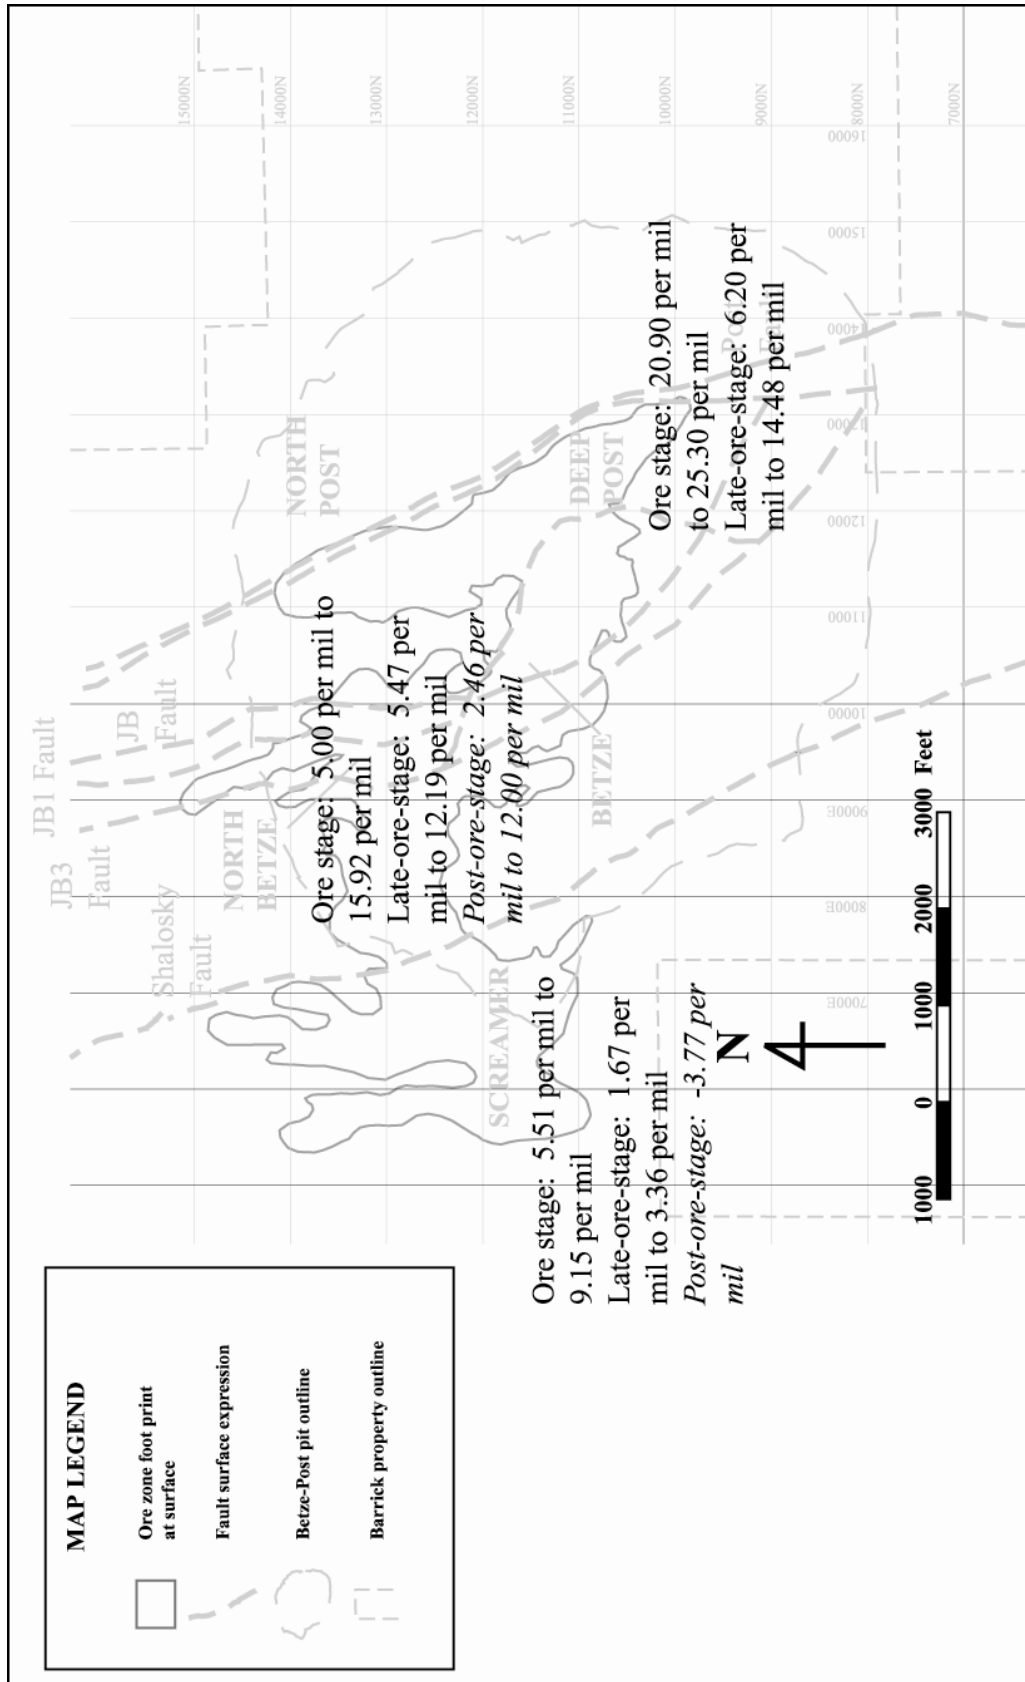 MAP LEGEND
Ore zone foot print
at surface
Fault surface expression
Betze-Post pit outline
Barrick property outline
JB3
Fault
JB1 Fault
JB
Fault
Shalosky
Fault
NORTH
BETZE
NORTH
POST
SCREAMER
BETZE
DEEP
POST
Fault
15000N
14000N
13000N
12000N
11000N
10000N
9000N
8000N
7000N
7000E
8000E
9000E
10000
11000
12000
15000
16000
Ore stage: 5.00 per mil to
15.92 per mil
Late-ore-stage: 5.47 per
mil to 12.19 per mil
Post-ore-stage: 2.46 per
mil to 12.00 per mil
Ore stage: 5.51 per mil to
9.15 per mil
Late-ore-stage: 1.67 per
mil to 3.36 per mil
Post-ore-stage: -3.77 per
mil
Ore stage: 20.90 per mil
to 25.30 per mil
Late-ore-stage: 6.20 per
mil to 14.48 per mil
N
1000 0 1000 2000 3000 Feet